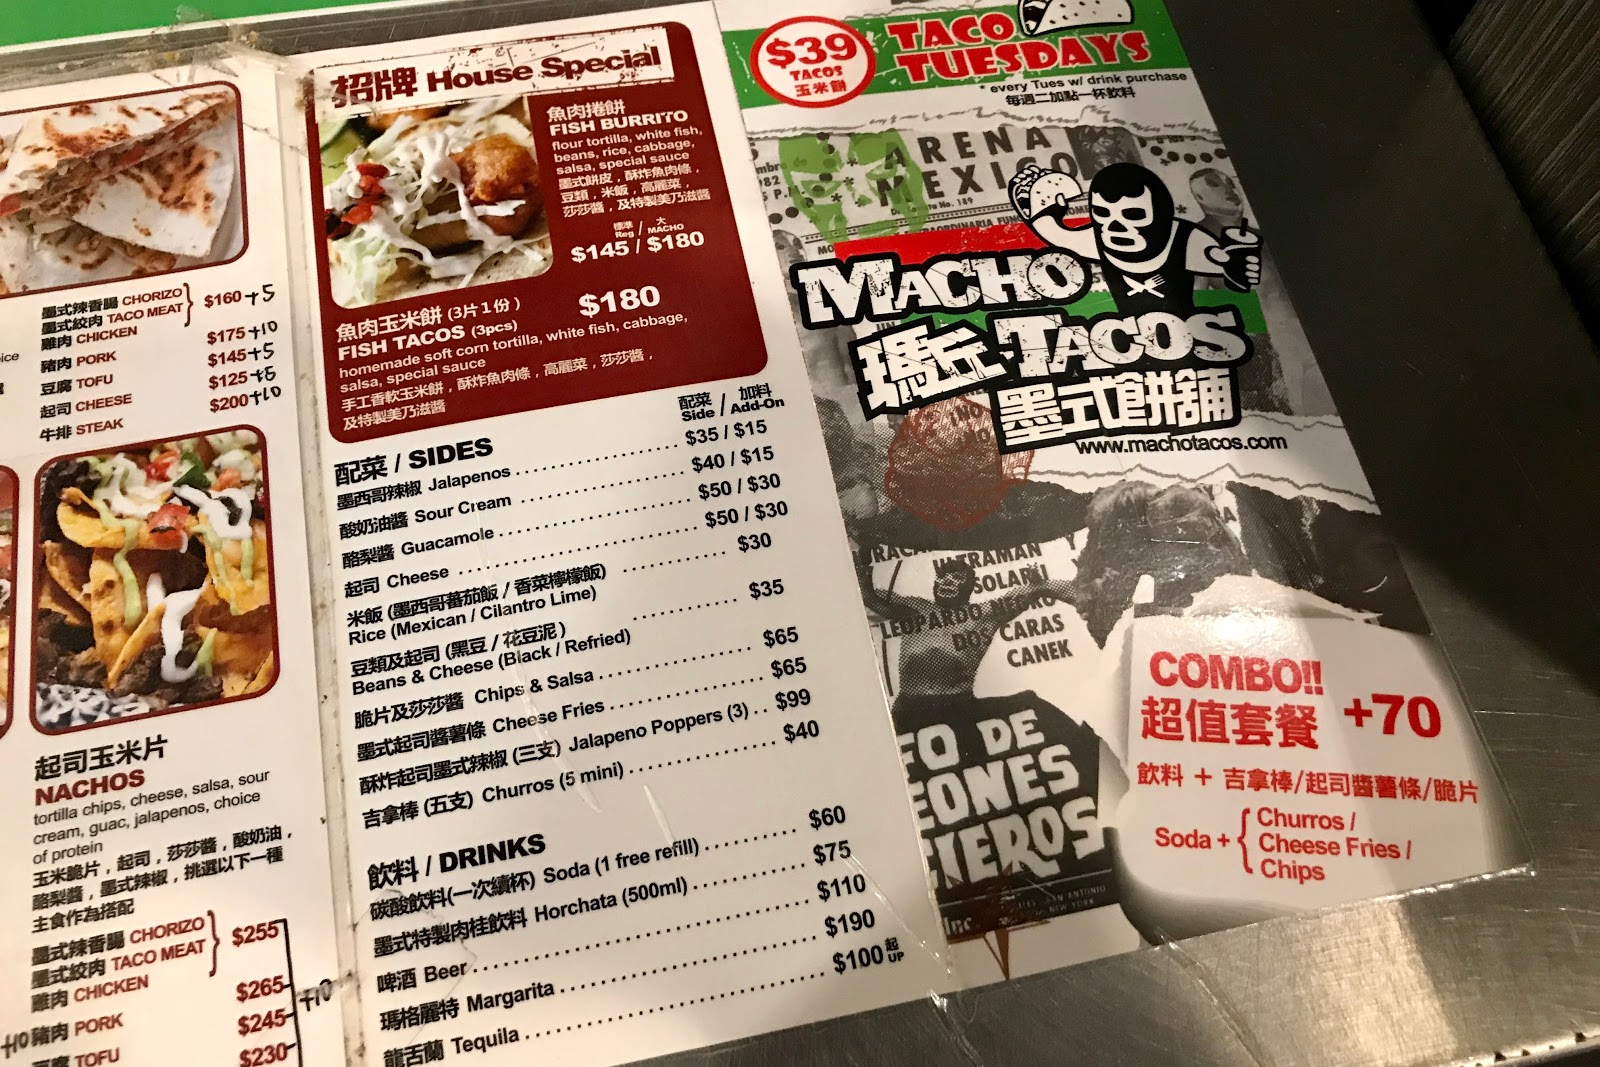 墨式辣香腸 CHORIZO
墨式絞肉 TACO MEAT
$160 +5
雞肉 CHICKEN
$175 +10
豬肉 PORK
$145 +5
豆腐 TOFU
$125 +5
起司 CHEESE
$200 +10
牛排 STEAK
起司玉米片
NACHOS
tortilla chips, cheese, salsa, sour
cream, guac, jalapenos, choice
of protein
玉米脆片，起司，莎莎醬，酸奶油，
酪梨醬，墨式辣椒，挑選以下一種
主食作為搭配
墨式辣香腸 CHORIZO
墨式絞肉 TACO MEAT
$255
雞肉 CHICKEN
$265
+10
+10 豬肉 PORK
$245
豆腐 TOFU
$230
招牌 House Special
魚肉捲餅
FISH BURRITO
flour tortilla, white fish,
beans, rice, cabbage,
salsa, special sauce
墨式餅皮，酥炸魚肉條，
豆類，米飯，高麗菜，
莎莎醬，及特製美乃滋醬
標準 / 大
Reg / MACHO
$145 / $180
魚肉玉米餅 (3片1份)
$180
FISH TACOS (3pcs)
homemade soft corn tortilla, white fish, cabbage,
salsa, special sauce
手工香軟玉米餅，酥炸魚肉條，高麗菜，莎莎醬，
及特製美乃滋醬
配菜 / SIDES
配菜 / 加料
Side / Add-On
墨西哥辣椒 Jalapenos $35 / $15
酸奶油醬 Sour Cream $40 / $15
酪梨醬 Guacamole $50 / $30
起司 Cheese $50 / $30
米飯 (墨西哥蕃茄飯 / 香菜檸檬飯) $30
Rice (Mexican / Cilantro Lime)
豆類及起司 (黑豆 / 花豆泥) $35
Beans & Cheese (Black / Refried)
脆片及莎莎醬 Chips & Salsa $65
墨式起司醬薯條 Cheese Fries $65
酥炸起司墨式辣椒 (三支) Jalapeno Poppers (3) $99
吉拿棒 (五支) Churros (5 mini) $40
飲料 / DRINKS
碳酸飲料(一次續杯) Soda (1 free refill) $60
墨式特製肉桂飲料 Horchata (500ml) $75
啤酒 Beer $110
瑪格麗特 Margarita $190
龍舌蘭 Tequila $100 起 UP
$39
TACOS
玉米餅
TACO
TUESDAYS
* every Tues w/ drink purchase
每週二加點一杯飲料
ARENA
MEXICO
No. 189
MACHO
TACOS
瑪丘
墨式餅舖
www.machotacos.com
ULTRAMAN Y
SOLAR
LEOPARDO NEGRO
DOS CARAS
CANEK
FO DE
EONES
CIEROS
SAN ANTONIO
NEW YORK
Inc
COMBO!!
超值套餐 +70
飲料 + 吉拿棒/起司醬薯條/脆片
Soda +
Churros /
Cheese Fries /
Chips